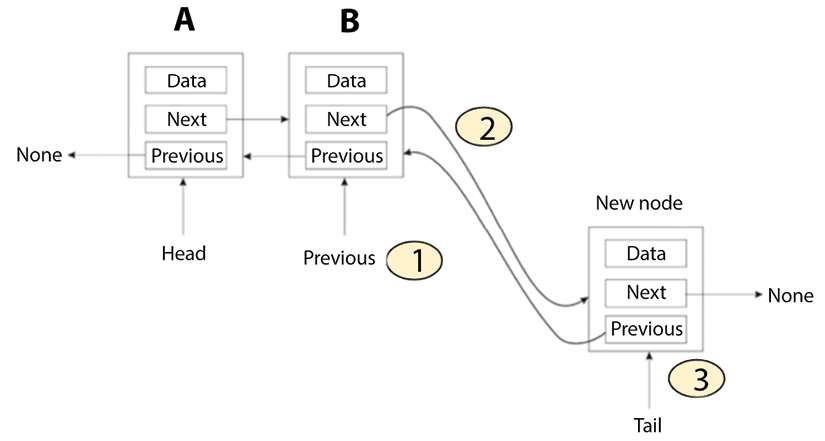 A
B
Data
Next
Previous
Data
Next
Previous
None
Head
Previous
1
2
New node
Data
Next
Previous
None
3
Tail